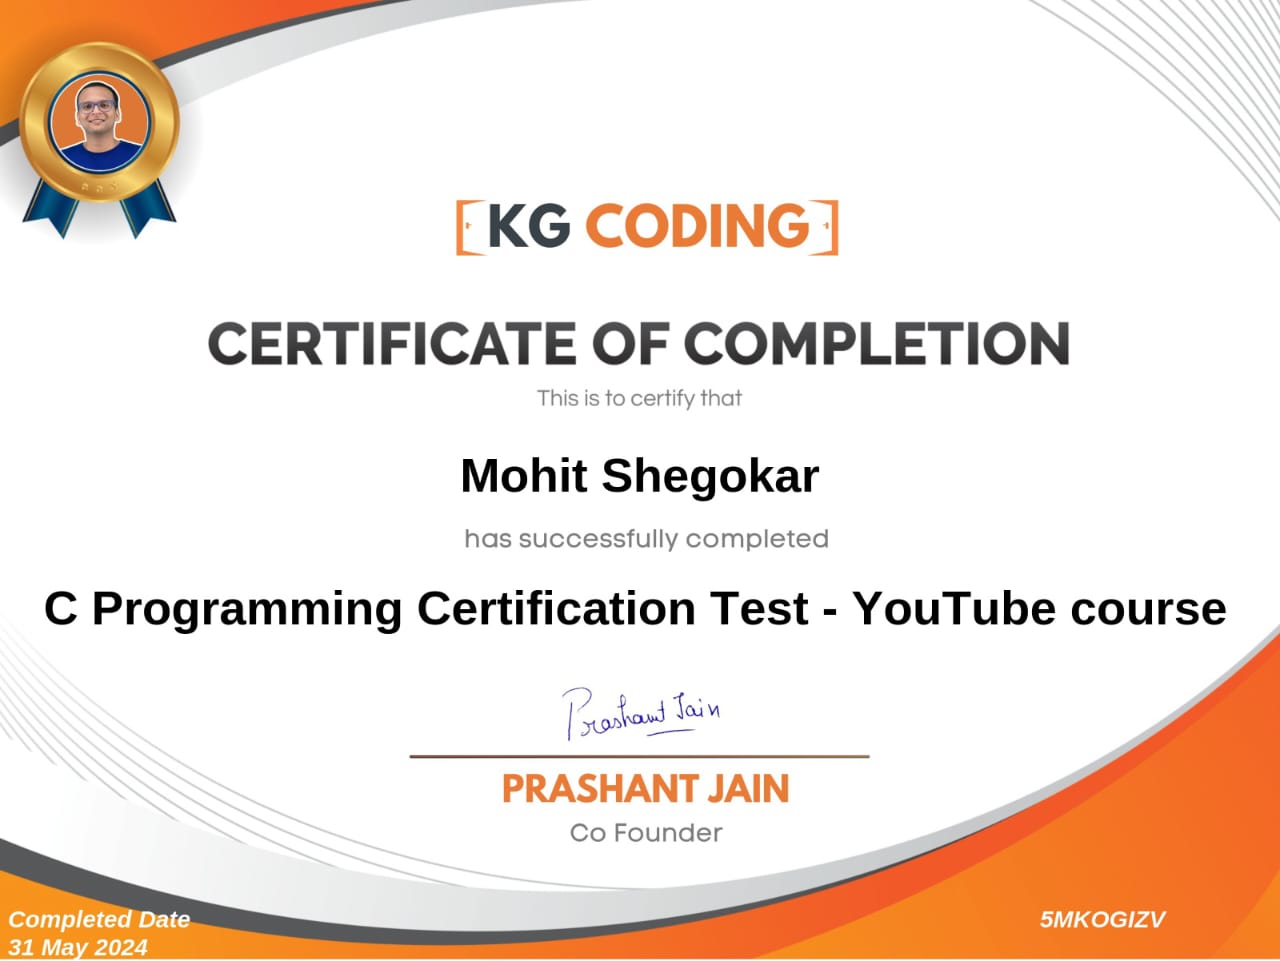 [KG CODING]
CERTIFICATE OF COMPLETION
This is to certify that
Mohit Shegokar
has successfully completed
C Programming Certification Test - YouTube course
Prashant Jain
PRASHANT JAIN
Co Founder
Completed Date
31 May 2024
5MKOGIZV